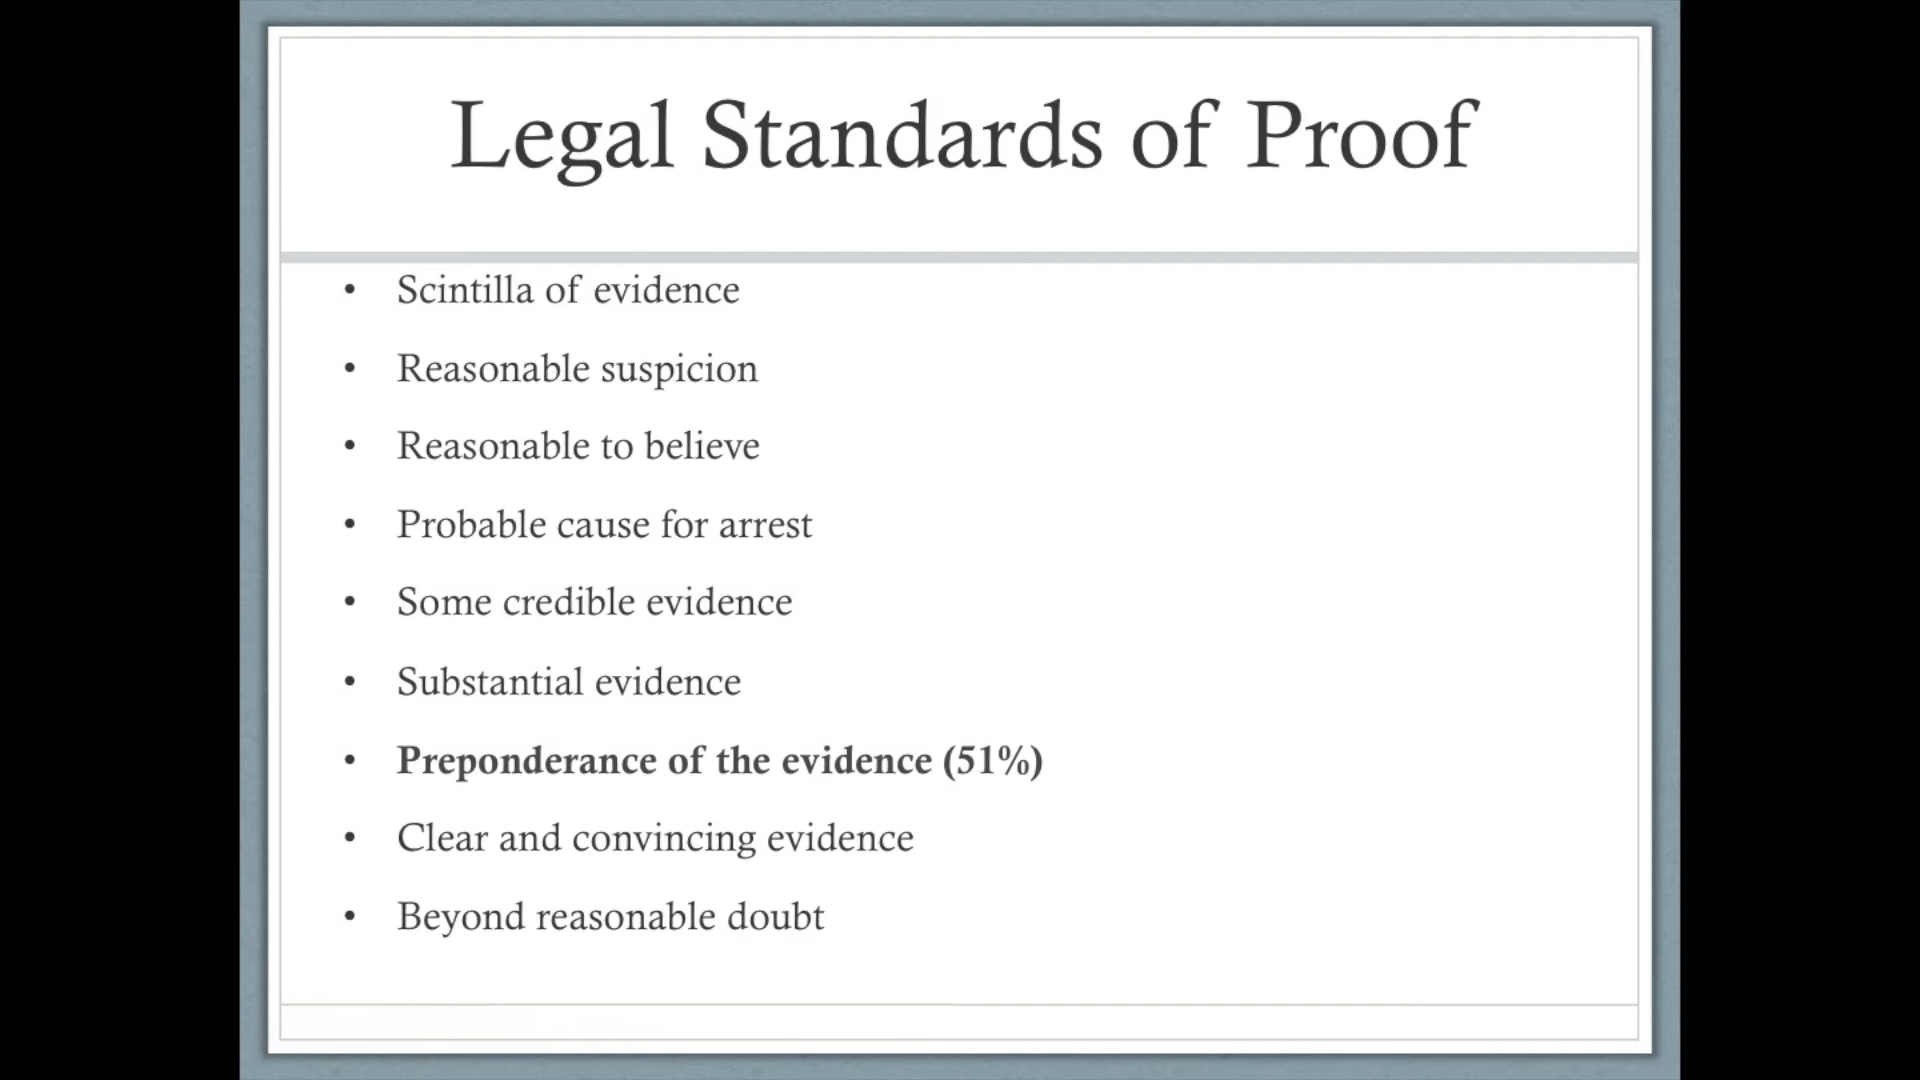 Legal Standards of Proof
• Scintilla of evidence
• Reasonable suspicion
• Reasonable to believe
• Probable cause for arrest
• Some credible evidence
• Substantial evidence
• Preponderance of the evidence (51%)
• Clear and convincing evidence
• Beyond reasonable doubt